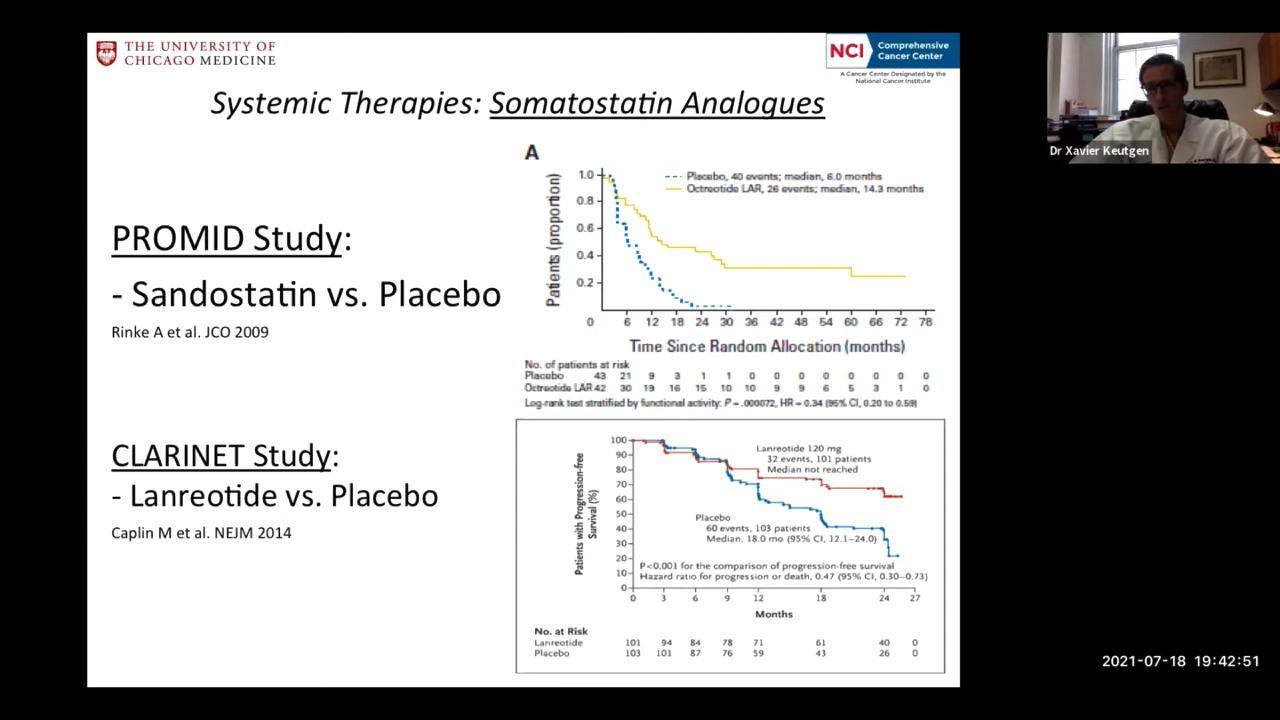 THE UNIVERSITY OF
CHICAGO MEDICINE
NCI
Comprehensive
Cancer Center
A Cancer Center Designated by the
National Cancer Institute
Systemic Therapies: Somatostatin Analogues
PROMID Study:
- Sandostatin vs. Placebo
Rinke A et al. JCO 2009
A
Placebo, 40 events; median, 6.0 months
Octreotide LAR, 26 events; median, 14.3 months
Patients (proportion)
1.0
0.8
0.6
0.4
0.2
0 6 12 18 24 30 36 42 48 54 60 66 72 78
Time Since Random Allocation (months)
No. of patients at risk
Placebo 43 21 9 3 1 1 0 0 0 0 0 0 0 0
Octreotide LAR 42 30 19 16 15 10 10 9 9 6 5 3 1 0
Log-rank test stratified by functional activity: P = .000072, HR = 0.34 (95% CI, 0.20 to 0.59)
CLARINET Study:
- Lanreotide vs. Placebo
Caplin M et al. NEJM 2014
Patients with Progression-free
Survival (%)
100
90
80
70
60
50
40
30
20
10
0
Lanreotide 120 mg
32 events, 101 patients
Median not reached
Placebo
60 events, 103 patients
Median, 18.0 mo (95% CI, 12.1–24.0)
P<0.001 for the comparison of progression-free survival
Hazard ratio for progression or death, 0.47 (95% CI, 0.30–0.73)
0 3 6 9 12 18 24 27
Months
No. at Risk
Lanreotide 101 94 84 78 71 61 40 0
Placebo 103 101 87 76 59 43 26 0
Dr Xavier Keutgen
2021-07-18 19:42:51